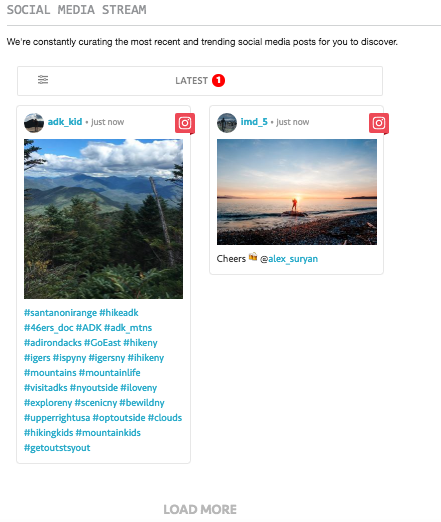 SOCIAL MEDIA STREAM
We're constantly curating the most recent and trending social media posts for you to discover.
LATEST 1
adk_kid • just now
#santanonirange #hikeadk
#46ers_doc #ADK #adk_mtns
#adirondacks #GoEast #hikeny
#igers #ispyny #igersny #ihikeny
#mountains #mountainlife
#visitadks #nyoutside #iloveny
#exploreny #scenicny #bewildny
#upperrightusa #optoutside #clouds
#hikingkids #mountainkids
#getoutstsyout
imd_5 • just now
Cheers 🍻 @alex_suryan
LOAD MORE